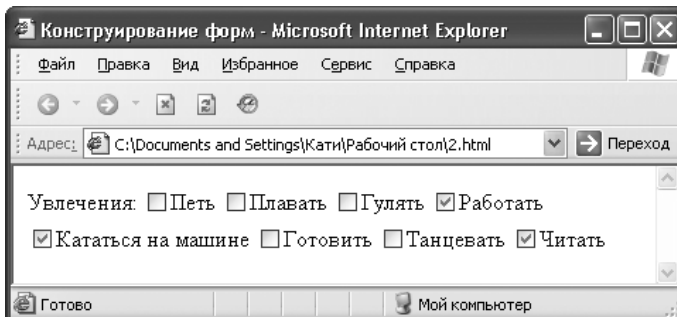 Конструирование форм - Microsoft Internet Explorer
Файл Правка Вид Избранное Сервис Справка
Адрес: C:\Documents and Settings\Кати\Рабочий стол\2.html Переход
Увлечения: Петь Плавать Гулять Работать
Кататься на машине Готовить Танцевать Читать
Готово Мой компьютер